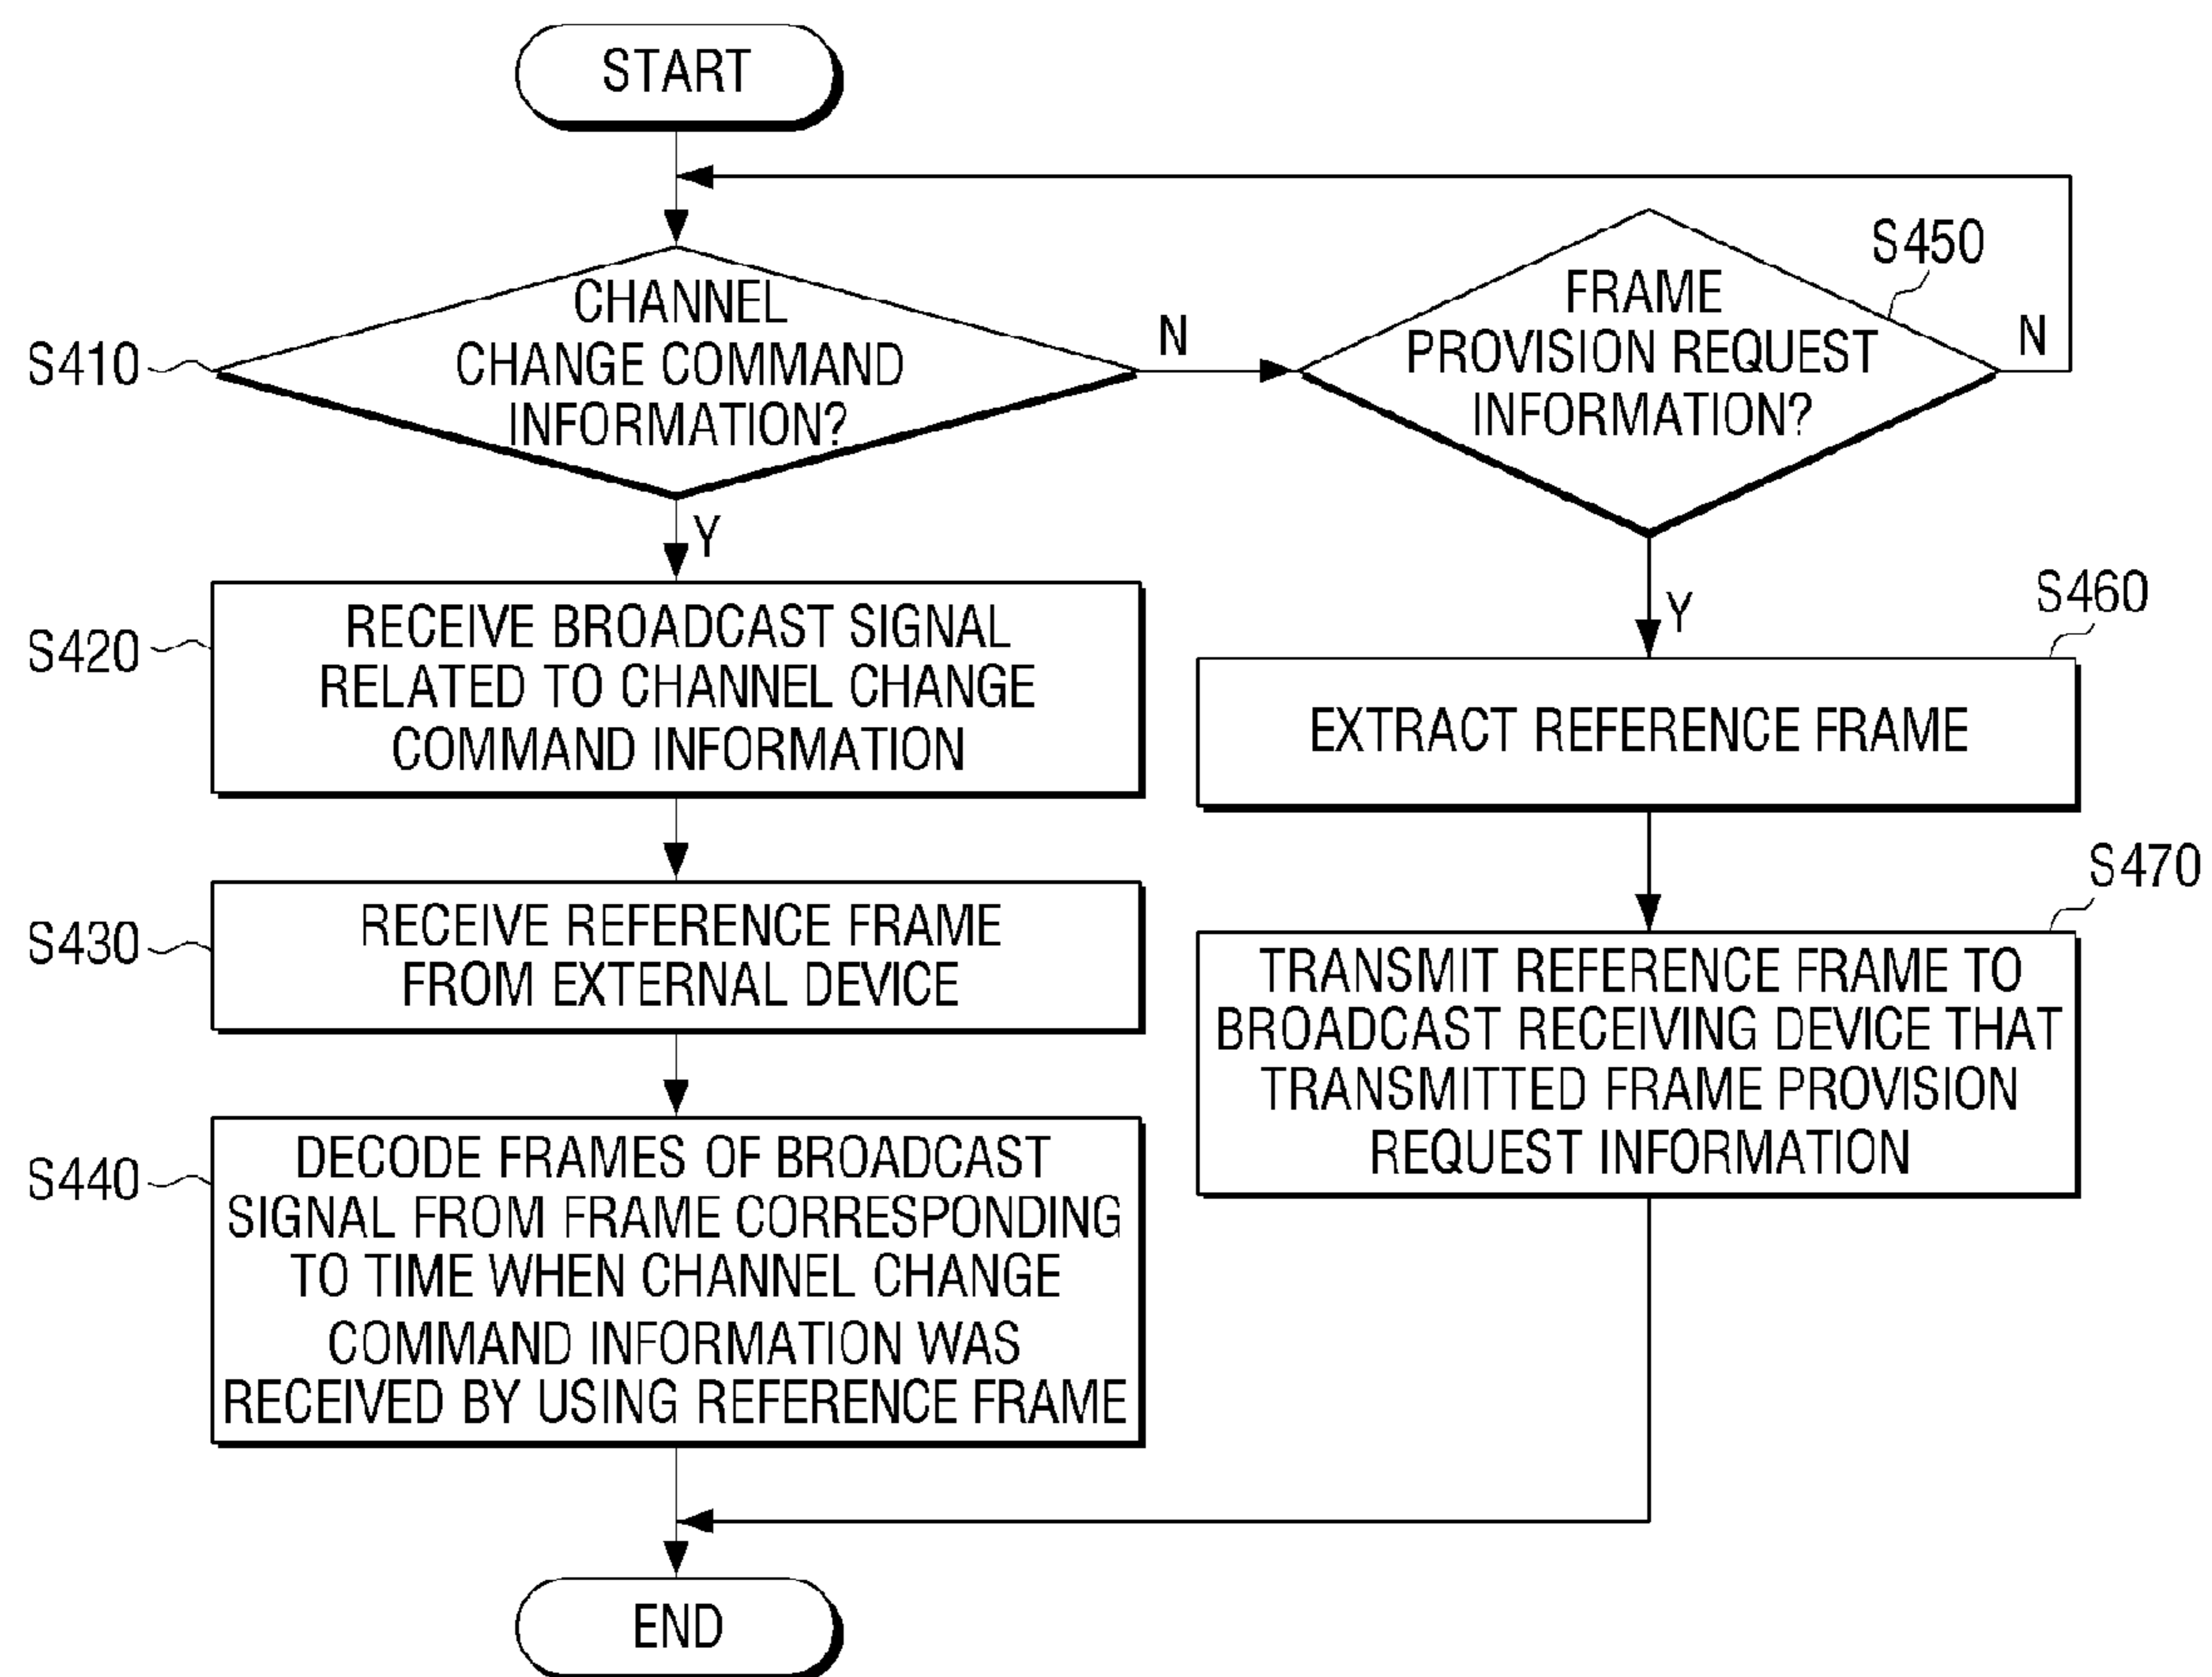 START
S410
CHANNEL
CHANGE COMMAND
INFORMATION?
N
Y
S450
FRAME
PROVISION REQUEST
INFORMATION?
N
Y
S420
RECEIVE BROADCAST SIGNAL
RELATED TO CHANNEL CHANGE
COMMAND INFORMATION
S430
RECEIVE REFERENCE FRAME
FROM EXTERNAL DEVICE
S440
DECODE FRAMES OF BROADCAST
SIGNAL FROM FRAME CORRESPONDING
TO TIME WHEN CHANNEL CHANGE
COMMAND INFORMATION WAS
RECEIVED BY USING REFERENCE FRAME
S460
EXTRACT REFERENCE FRAME
S470
TRANSMIT REFERENCE FRAME TO
BROADCAST RECEIVING DEVICE THAT
TRANSMITTED FRAME PROVISION
REQUEST INFORMATION
END